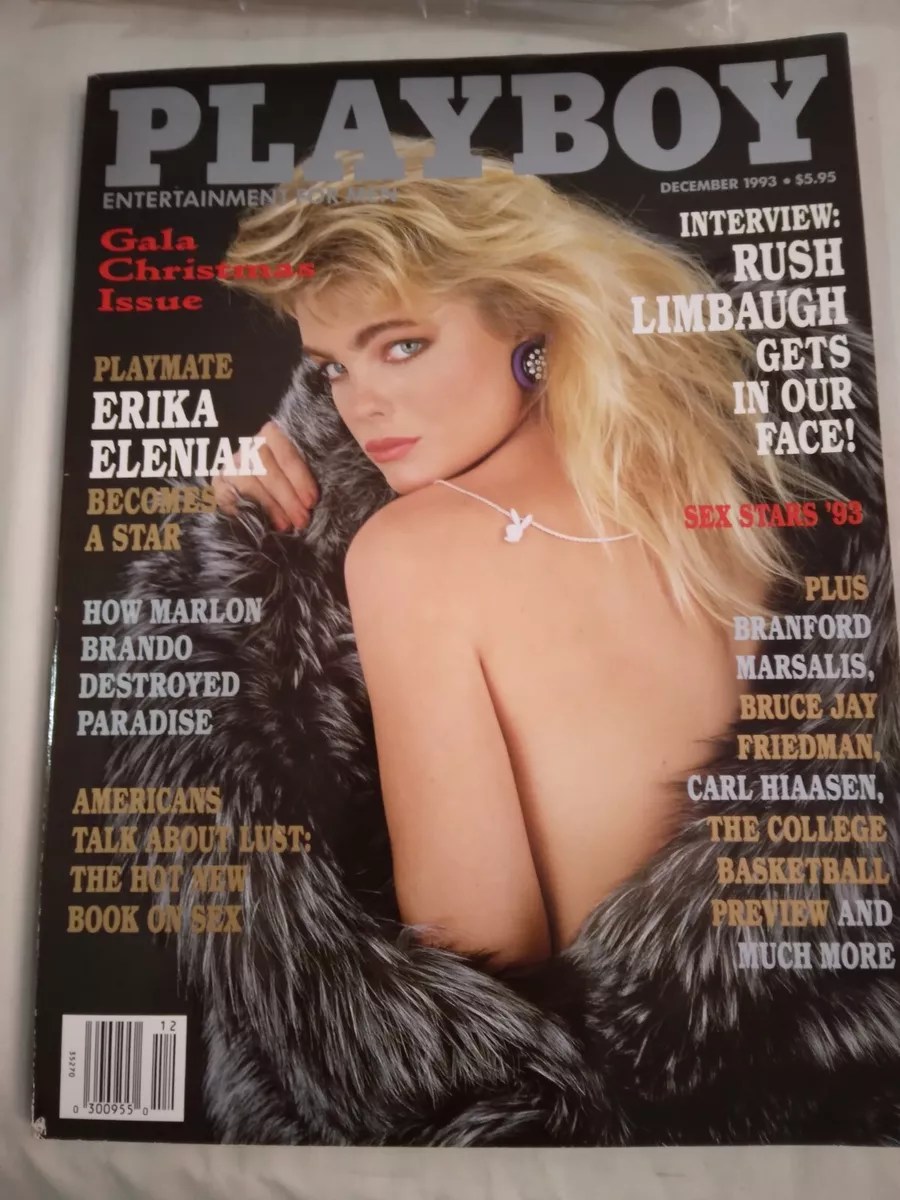 PLAYBOY
ENTERTAINMENT FOR MEN
DECEMBER 1993 • $5.95
Gala
Christmas
Issue
PLAYMATE
ERIKA
ELENIAK
BECOMES
A STAR
HOW MARLON
BRANDO
DESTROYED
PARADISE
AMERICANS
TALK ABOUT LUST:
THE HOT NEW
BOOK ON SEX
INTERVIEW:
RUSH
LIMBAUGH
GETS
IN OUR
FACE!
SEX STARS '93
PLUS
BRANFORD
MARSALIS,
BRUCE JAY
FRIEDMAN,
CARL HIAASEN,
THE COLLEGE
BASKETBALL
PREVIEW AND
MUCH MORE
12
35270
0 300955 0